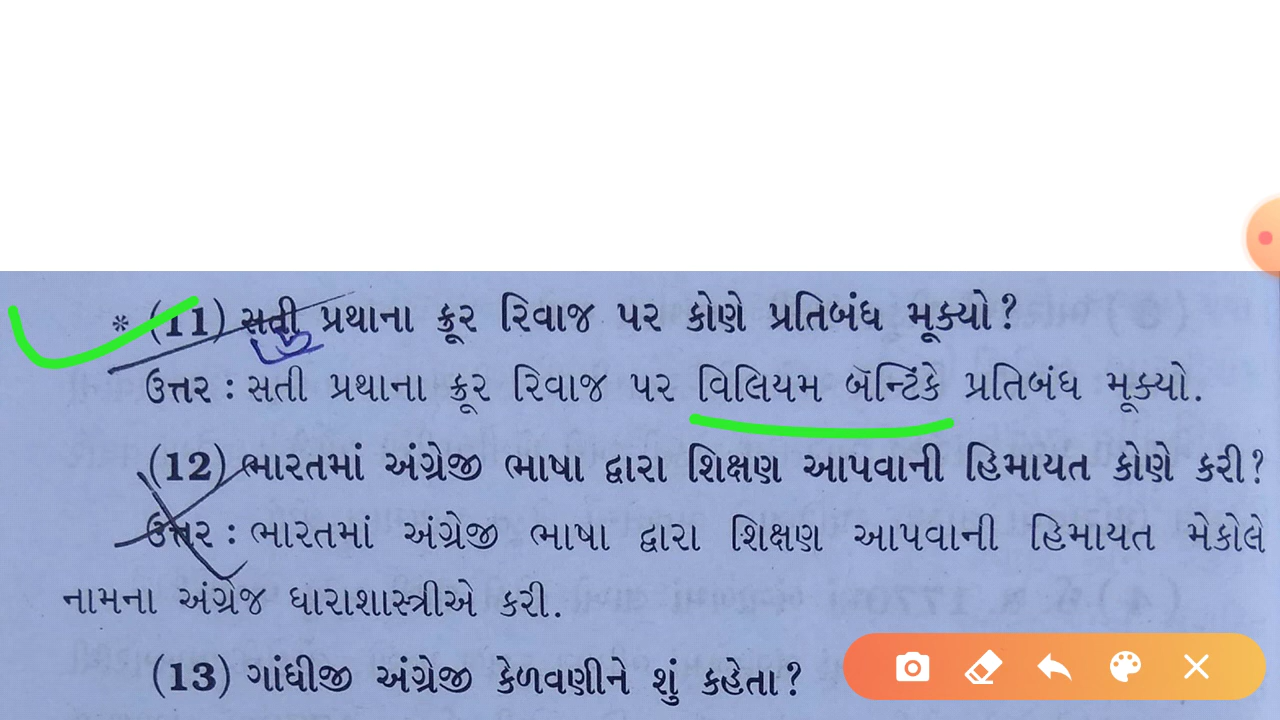 * (11) સતી પ્રથાના ક્રૂર રિવાજ પર કોણે પ્રતિબંધ મૂક્યો?
ઉત્તર : સતી પ્રથાના ક્રૂર રિવાજ પર વિલિયમ બૅન્ટિંકે પ્રતિબંધ મૂક્યો.
(12) ભારતમાં અંગ્રેજી ભાષા દ્વારા શિક્ષણ આપવાની હિમાયત કોણે કરી?
ઉત્તર : ભારતમાં અંગ્રેજી ભાષા દ્વારા શિક્ષણ આપવાની હિમાયત મેકોલે
નામના અંગ્રેજ ધારાશાસ્ત્રીએ કરી.
(13) ગાંધીજી અંગ્રેજી કેળવણીને શું કહેતા?